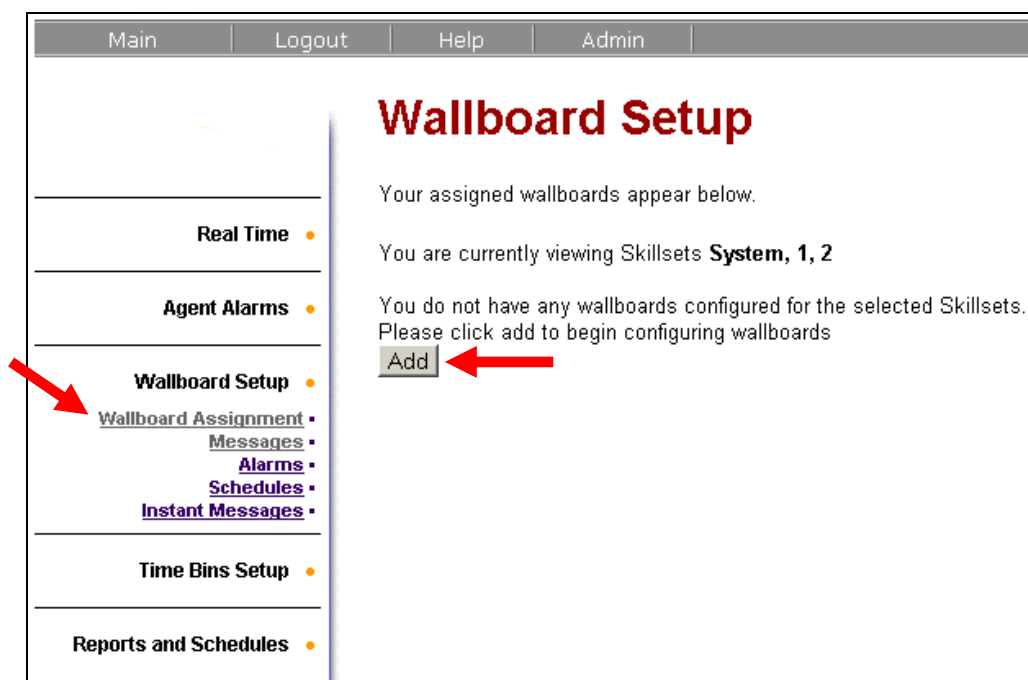 Main Logout Help Admin
Wallboard Setup
Your assigned wallboards appear below.
You are currently viewing Skillsets System, 1, 2
You do not have any wallboards configured for the selected Skillsets.
Please click add to begin configuring wallboards
Add
Real Time
Agent Alarms
Wallboard Setup
Wallboard Assignment
Messages
Alarms
Schedules
Instant Messages
Time Bins Setup
Reports and Schedules